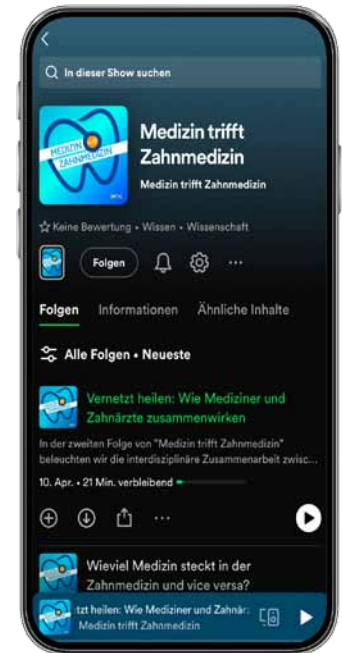 In dieser Show suchen
MEDIZIN TRIFFT
ZAHNMEDIZIN
Medizin trifft
Zahnmedizin
Medizin trifft Zahnmedizin
Keine Bewertung • Wissen • Wissenschaft
Folgen
Folgen Informationen Ähnliche Inhalte
Alle Folgen • Neueste
Vernetzt heilen: Wie Mediziner und
Zahnärzte zusammenwirken
In der zweiten Folge von "Medizin trifft Zahnmedizin"
beleuchten wir die interdisziplinäre Zusammenarbeit zwisc...
10. Apr. • 21 Min. verbleibend
Wieviel Medizin steckt in der
Zahnmedizin und vice versa?
tzt heilen: Wie Mediziner und Zahnär
Medizin trifft Zahnmedizin